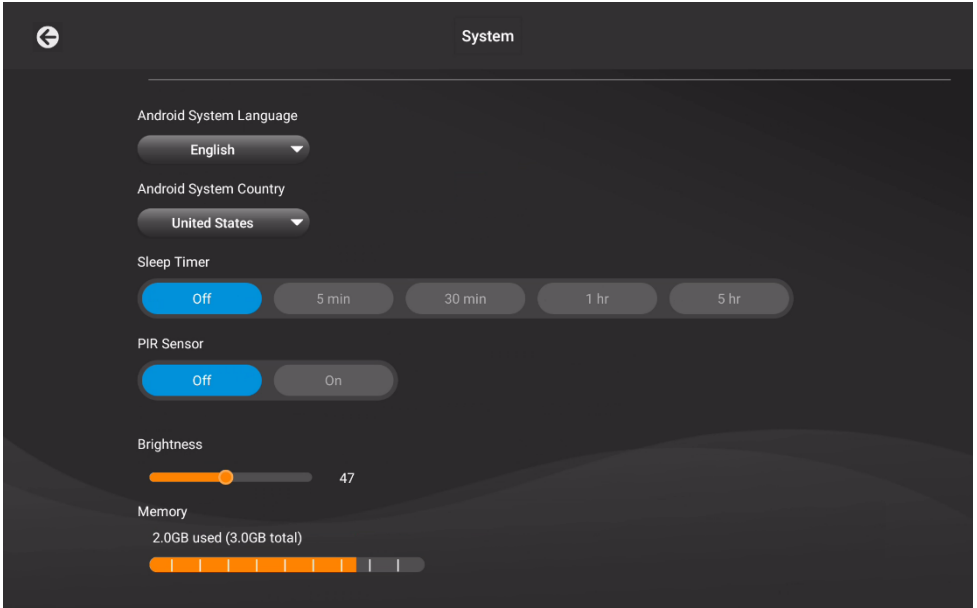 System
Android System Language
English
Android System Country
United States
Sleep Timer
Off 5 min 30 min 1 hr 5 hr
PIR Sensor
Off On
Brightness
47
Memory
2.0GB used (3.0GB total)